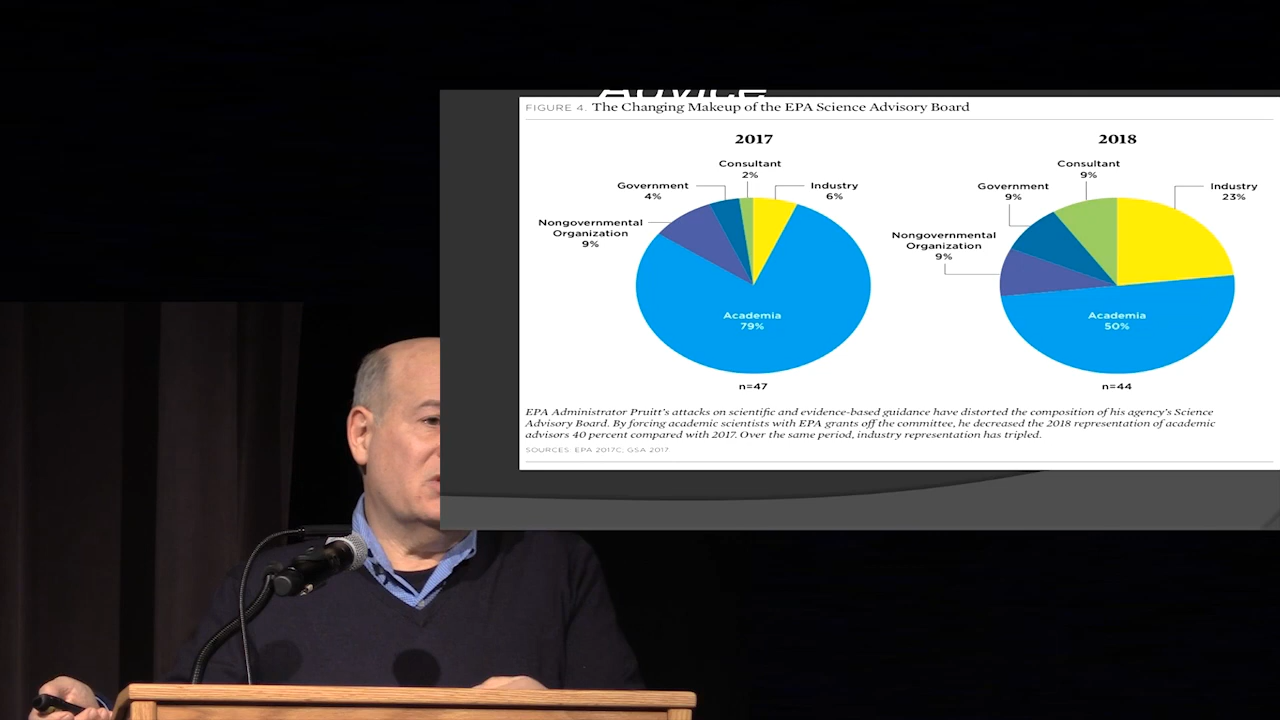 FIGURE 4. The Changing Makeup of the EPA Science Advisory Board
2017
Consultant
2%
Government
4%
Industry
6%
Nongovernmental
Organization
9%
Academia
79%
n=47
2018
Consultant
9%
Government
9%
Industry
23%
Nongovernmental
Organization
9%
Academia
50%
n=44
EPA Administrator Pruitt's attacks on scientific and evidence-based guidance have distorted the composition of his agency's Science
Advisory Board. By forcing academic scientists with EPA grants off the committee, he decreased the 2018 representation of academic
advisors 40 percent compared with 2017. Over the same period, industry representation has tripled.
SOURCES: EPA 2017C; GSA 2017